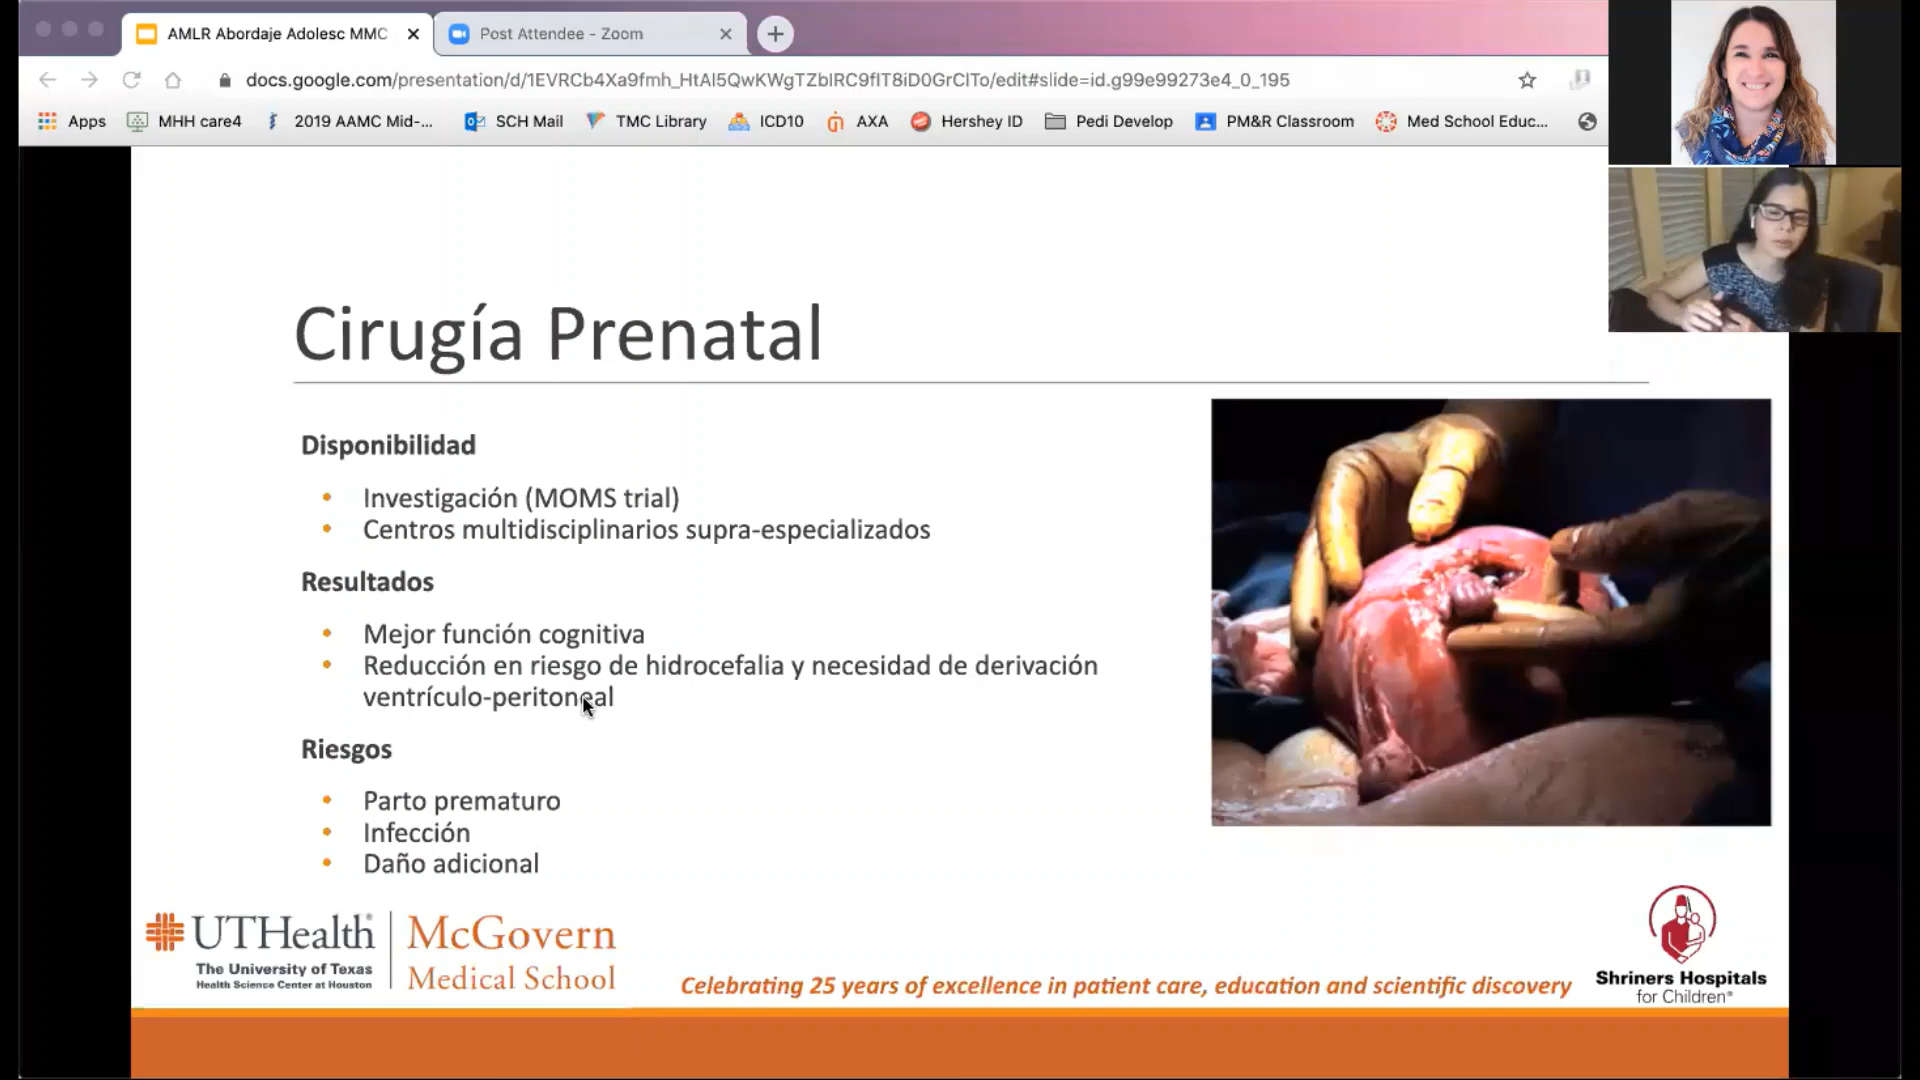 AMLR Abordaje Adolesc MMC
Post Attendee - Zoom
docs.google.com/presentation/d/1EVRCb4Xa9fmh_HtAI5QwKWgTZbIRC9fIT8iD0GrCITo/edit#slide=id.g99e99273e4_0_195
Apps MHH care4 2019 AAMC Mid-... SCH Mail TMC Library ICD10 AXA Hershey ID Pedi Develop PM&R Classroom Med School Educ...
Cirugía Prenatal
Disponibilidad
• Investigación (MOMS trial)
• Centros multidisciplinarios supra-especializados
Resultados
• Mejor función cognitiva
• Reducción en riesgo de hidrocefalia y necesidad de derivación
ventrículo-peritoneal
Riesgos
• Parto prematuro
• Infección
• Daño adicional
UTHealth®
The University of Texas
Health Science Center at Houston
McGovern
Medical School
Celebrating 25 years of excellence in patient care, education and scientific discovery
Shriners Hospitals
for Children®